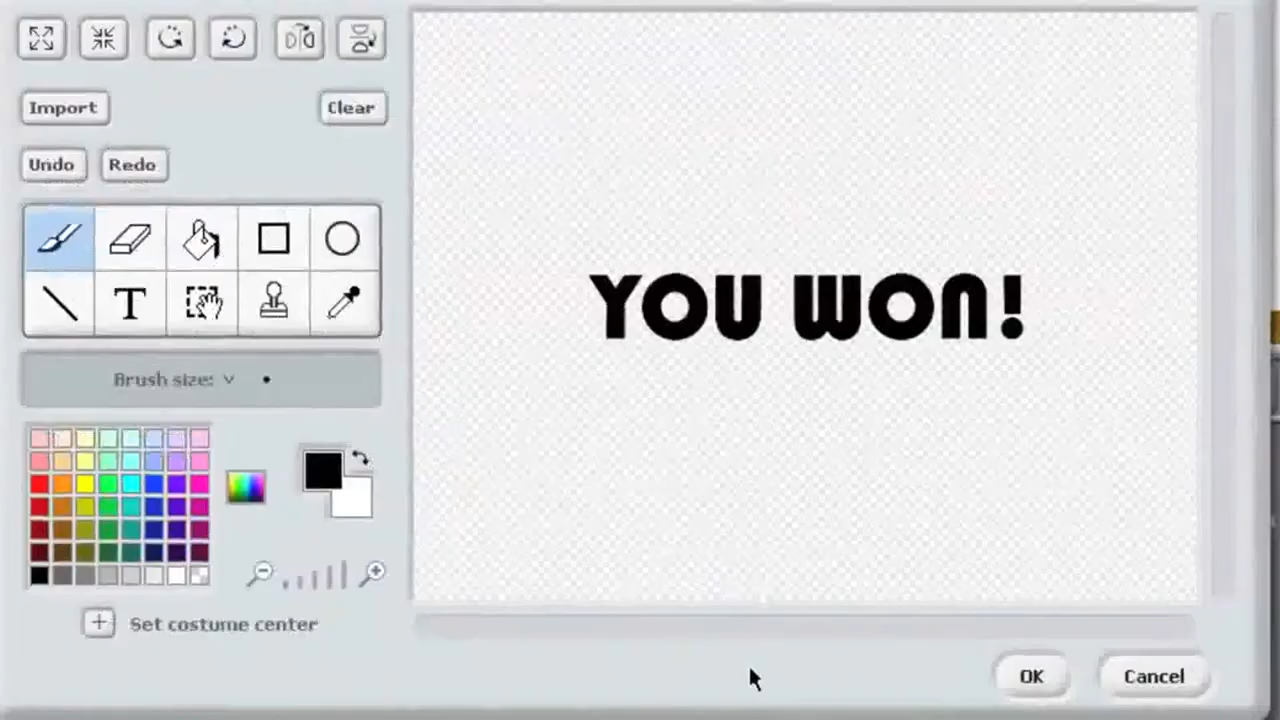 Import
Clear
Undo
Redo
T
Brush size:
YOU WON!
Set costume center
OK
Cancel